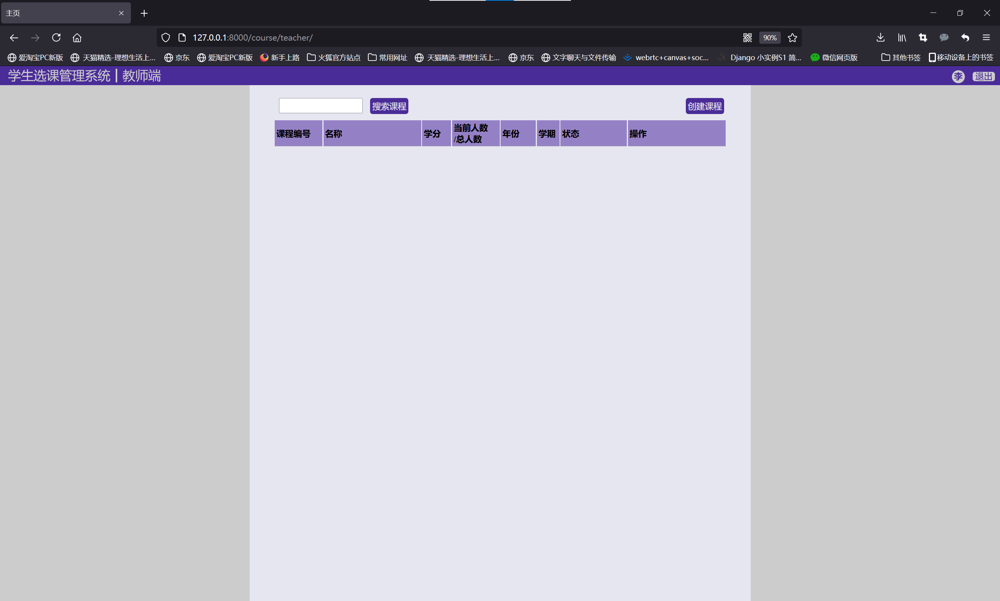 主页
127.0.0.1:8000/course/teacher/
90%
爱淘宝PC新版 天猫精选-理想生活上... 京东 爱淘宝PC新版 新手上路 火狐官方站点 常用网址 天猫精选-理想生活上... 京东 文字聊天与文件传输 webrtc+canvas+soc... Django 小实例S1 简... 微信网页版 其他书签 移动设备上的书签
学生选课管理系统 | 教师端 李 退出
搜索课程 创建课程
课程编号 名称 学分 当前人数
/总人数 年份 学期 状态 操作